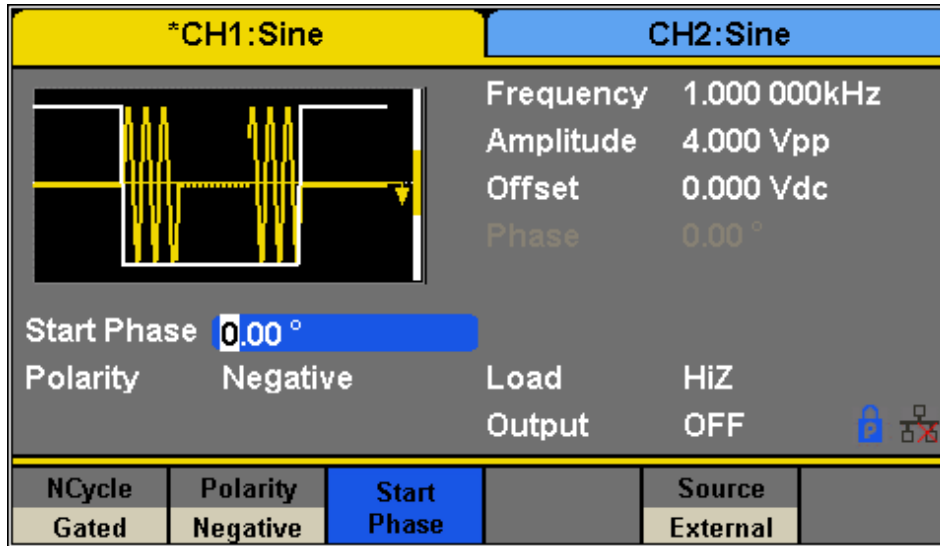 *CH1:Sine
CH2:Sine
Frequency 1.000 000kHz
Amplitude 4.000 Vpp
Offset 0.000 Vdc
Phase 0.00 °
Start Phase 0.00 °
Polarity Negative
Load HiZ
Output OFF
P
NCycle
Gated
Polarity
Negative
Start
Phase
Source
External